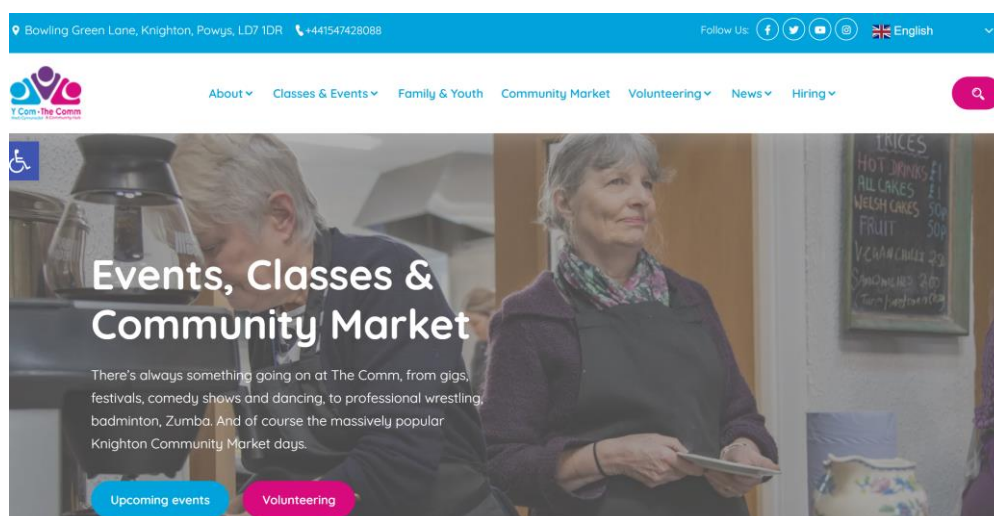 Bowling Green Lane, Knighton, Powys, LD7 1DR +441547428088 Follow Us: English
Y Com • The Comm
About Classes & Events Family & Youth Community Market Volunteering News Hiring
PRICES
HOT DRINKS £1
ALL CAKES £1
WELSH CAKES 50p
FRUIT 50p
Events, Classes &
Community Market
There's always something going on at The Comm, from gigs,
festivals, comedy shows and dancing, to professional wrestling,
badminton, Zumba. And of course the massively popular
Knighton Community Market days.
Upcoming events Volunteering